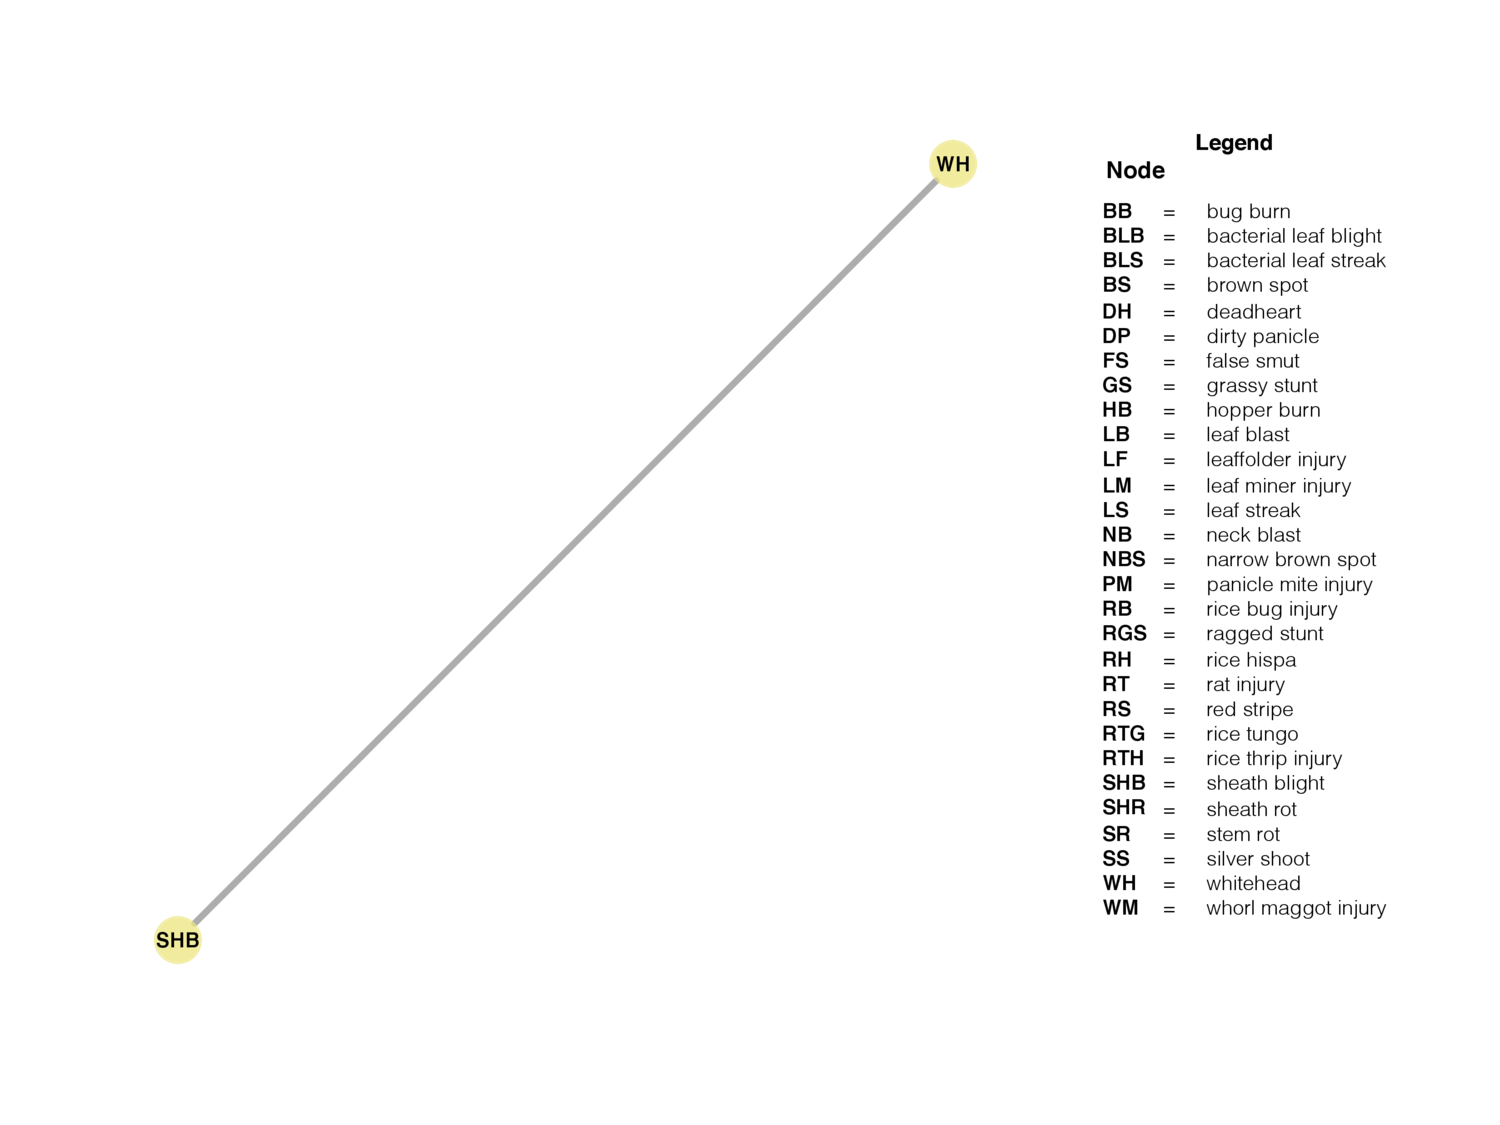 WH
SHB
Legend
Node
BB = bug burn
BLB = bacterial leaf blight
BLS = bacterial leaf streak
BS = brown spot
DH = deadheart
DP = dirty panicle
FS = false smut
GS = grassy stunt
HB = hopper burn
LB = leaf blast
LF = leaffolder injury
LM = leaf miner injury
LS = leaf streak
NB = neck blast
NBS = narrow brown spot
PM = panicle mite injury
RB = rice bug injury
RGS = ragged stunt
RH = rice hispa
RT = rat injury
RS = red stripe
RTG = rice tungo
RTH = rice thrip injury
SHB = sheath blight
SHR = sheath rot
SR = stem rot
SS = silver shoot
WH = whitehead
WM = whorl maggot injury